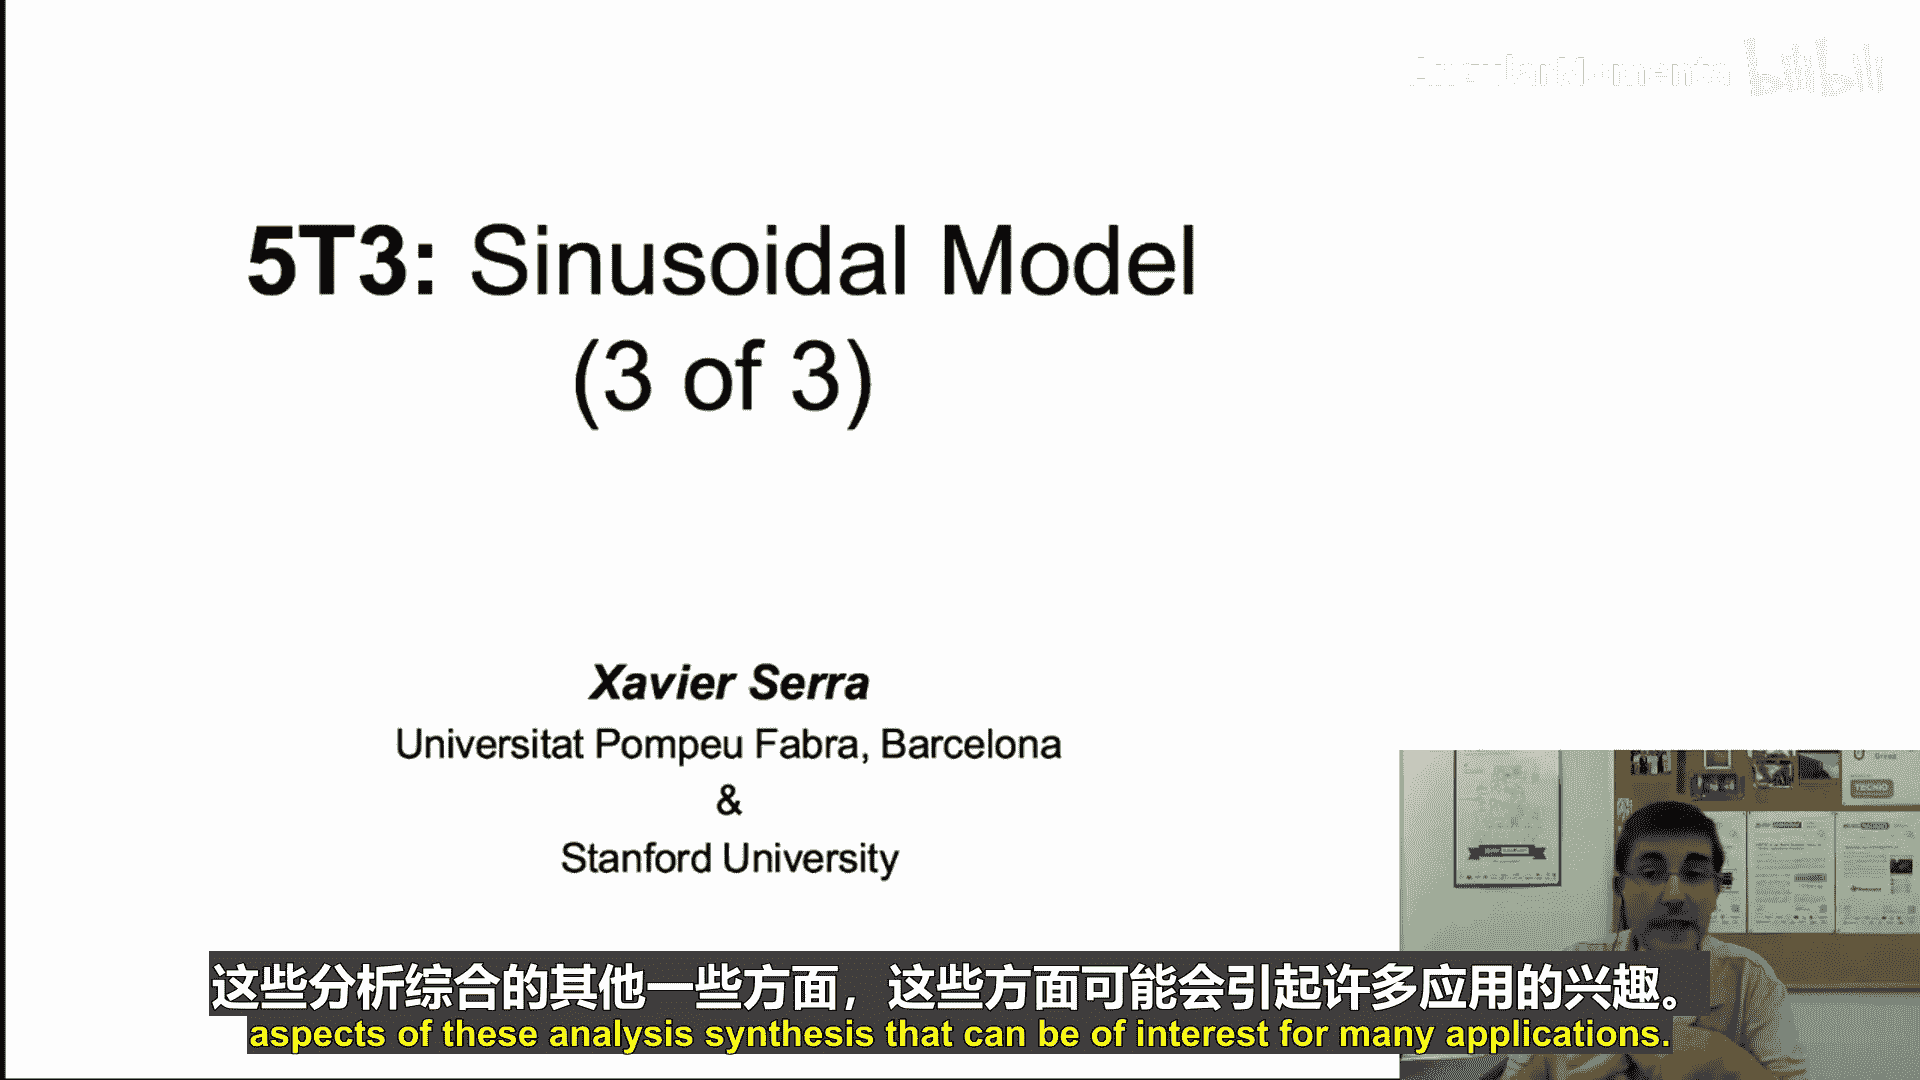 bilibili
5T3: Sinusoidal Model
(3 of 3)
Xavier Serra
Universitat Pompeu Fabra, Barcelona
&
Stanford University
TECNIO
这些分析综合的其他一些方面，这些方面可能会引起许多应用的兴趣。
aspects of these analysis synthesis that can be of interest for many applications.